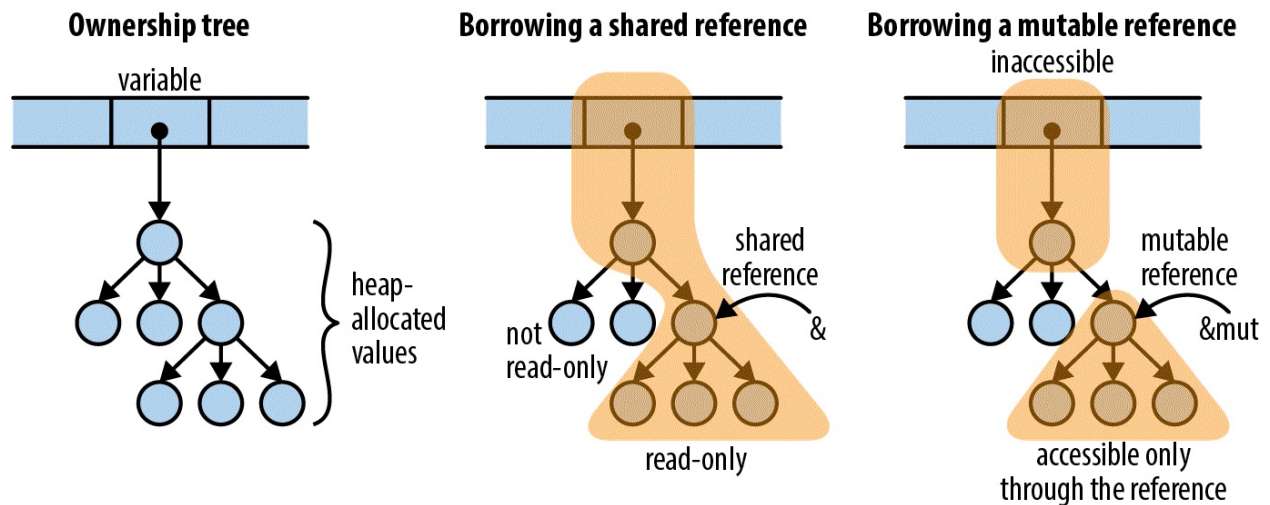 Ownership tree
variable
heap-
allocated
values
Borrowing a shared reference
shared
reference
&
not
read-only
read-only
Borrowing a mutable reference
inaccessible
mutable
reference
&mut
accessible only
through the reference